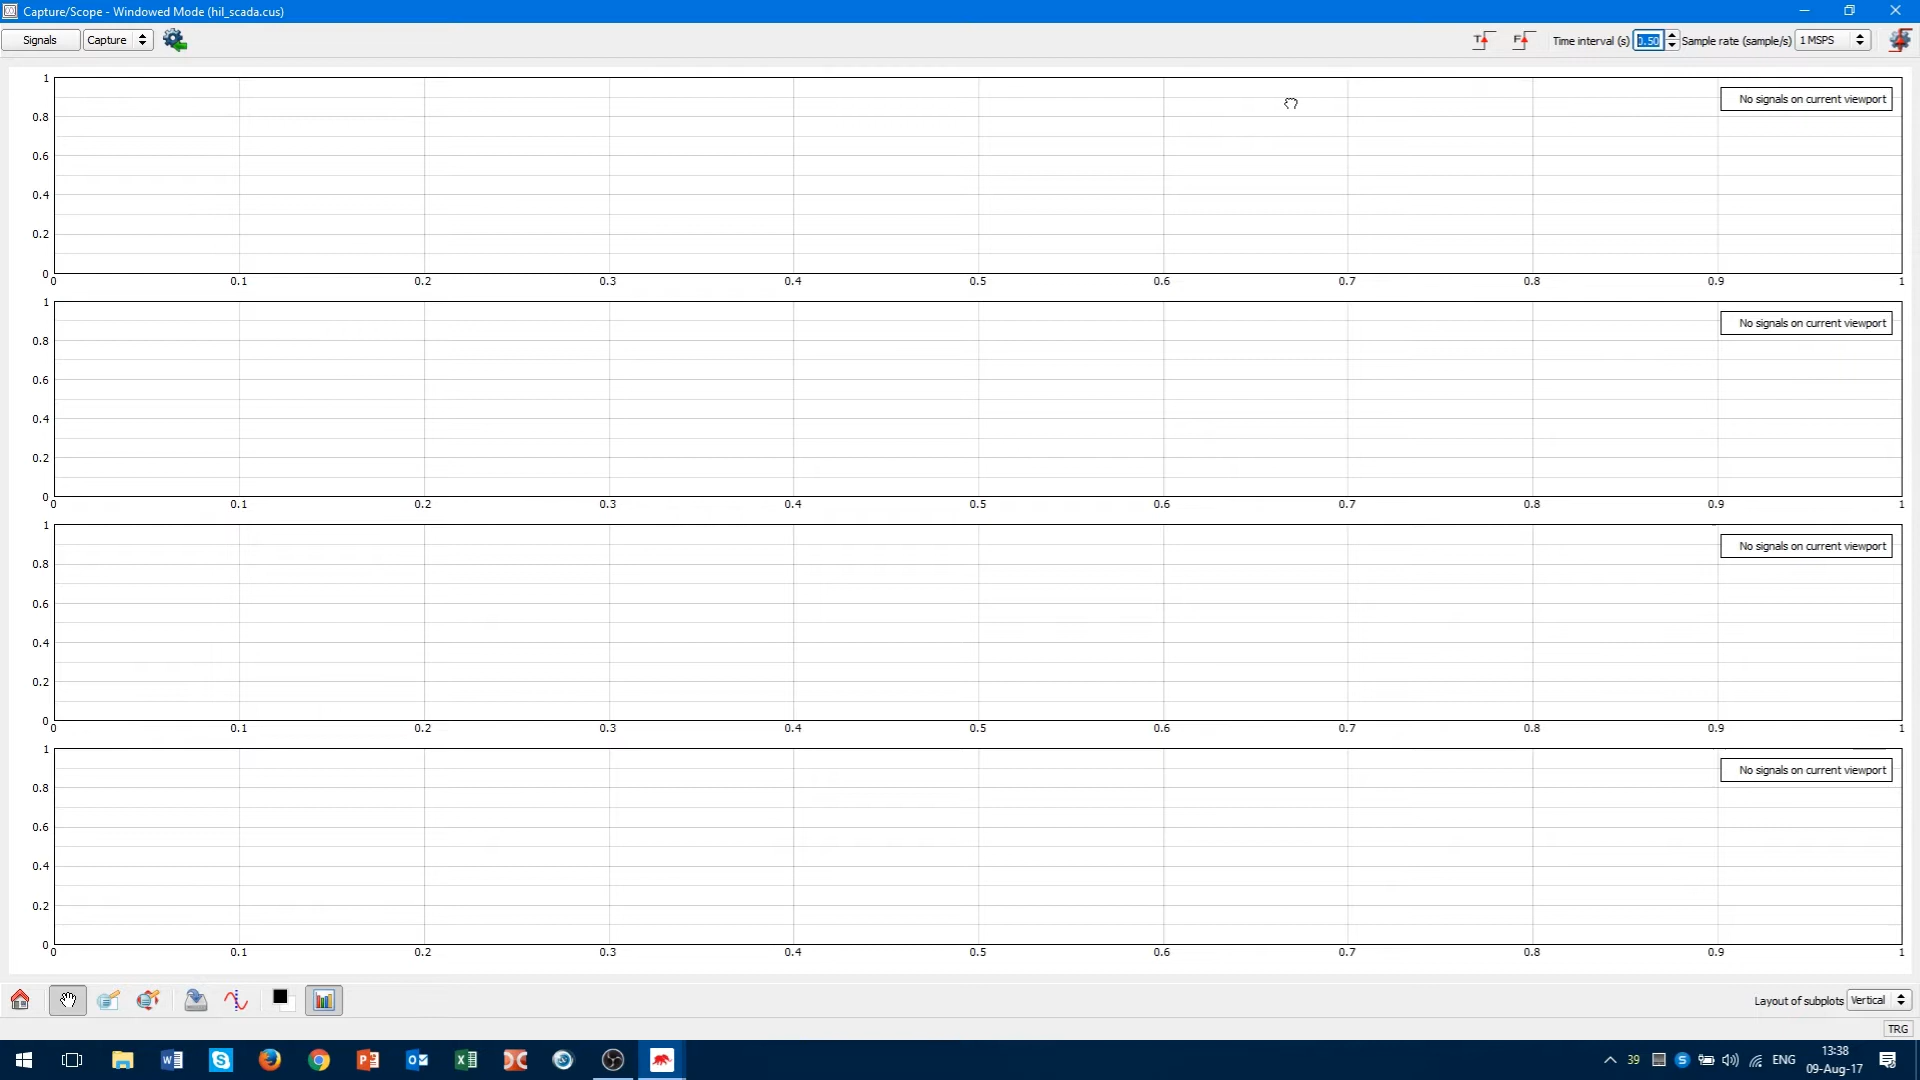 Capture/Scope - Windowed Mode (hil_scada.cus)
Signals
Capture
T
F
Time interval (s)
0.50
Sample rate (sample/s)
1 MSPS
No signals on current viewport
1
0.8
0.6
0.4
0.2
0
0 0.1 0.2 0.3 0.4 0.5 0.6 0.7 0.8 0.9 1
No signals on current viewport
1
0.8
0.6
0.4
0.2
0
0 0.1 0.2 0.3 0.4 0.5 0.6 0.7 0.8 0.9 1
No signals on current viewport
1
0.8
0.6
0.4
0.2
0
0 0.1 0.2 0.3 0.4 0.5 0.6 0.7 0.8 0.9 1
No signals on current viewport
1
0.8
0.6
0.4
0.2
0
0 0.1 0.2 0.3 0.4 0.5 0.6 0.7 0.8 0.9 1
Layout of subplots
Vertical
TRG
39
ENG
13:38
09-Aug-17